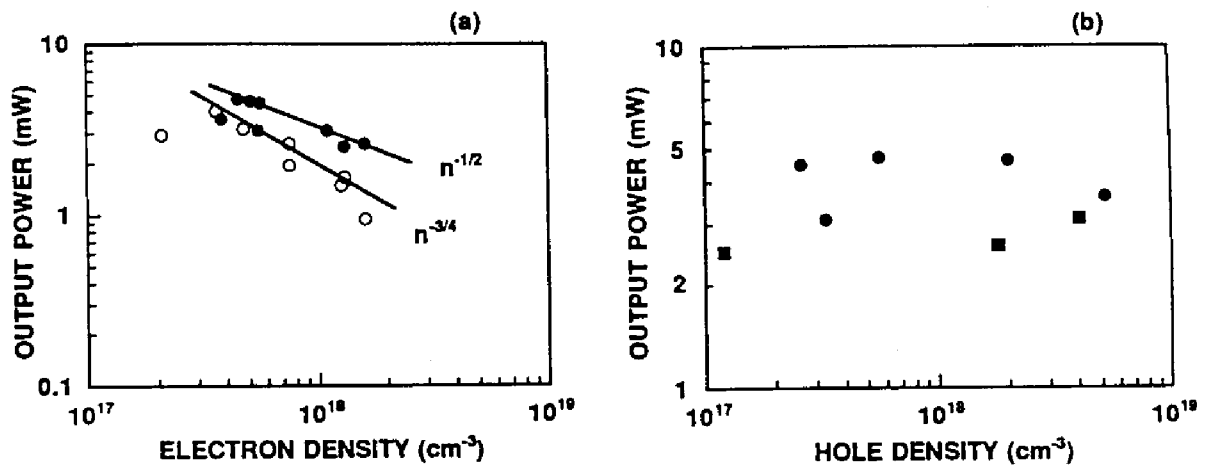 (a)
10
1
0.1
OUTPUT POWER (mW)
n^-1/2
n^-3/4
10^17
10^18
10^19
ELECTRON DENSITY (cm^-3)
(b)
10
5
2
1
OUTPUT POWER (mW)
10^17
10^18
10^19
HOLE DENSITY (cm^-3)